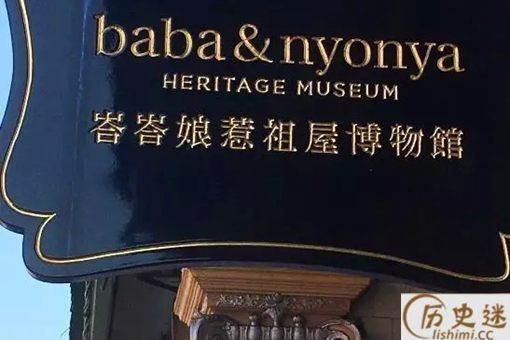 baba & nyonya
HERITAGE MUSEUM
峇峇娘惹祖屋博物館
历史迷
lishimi.cc